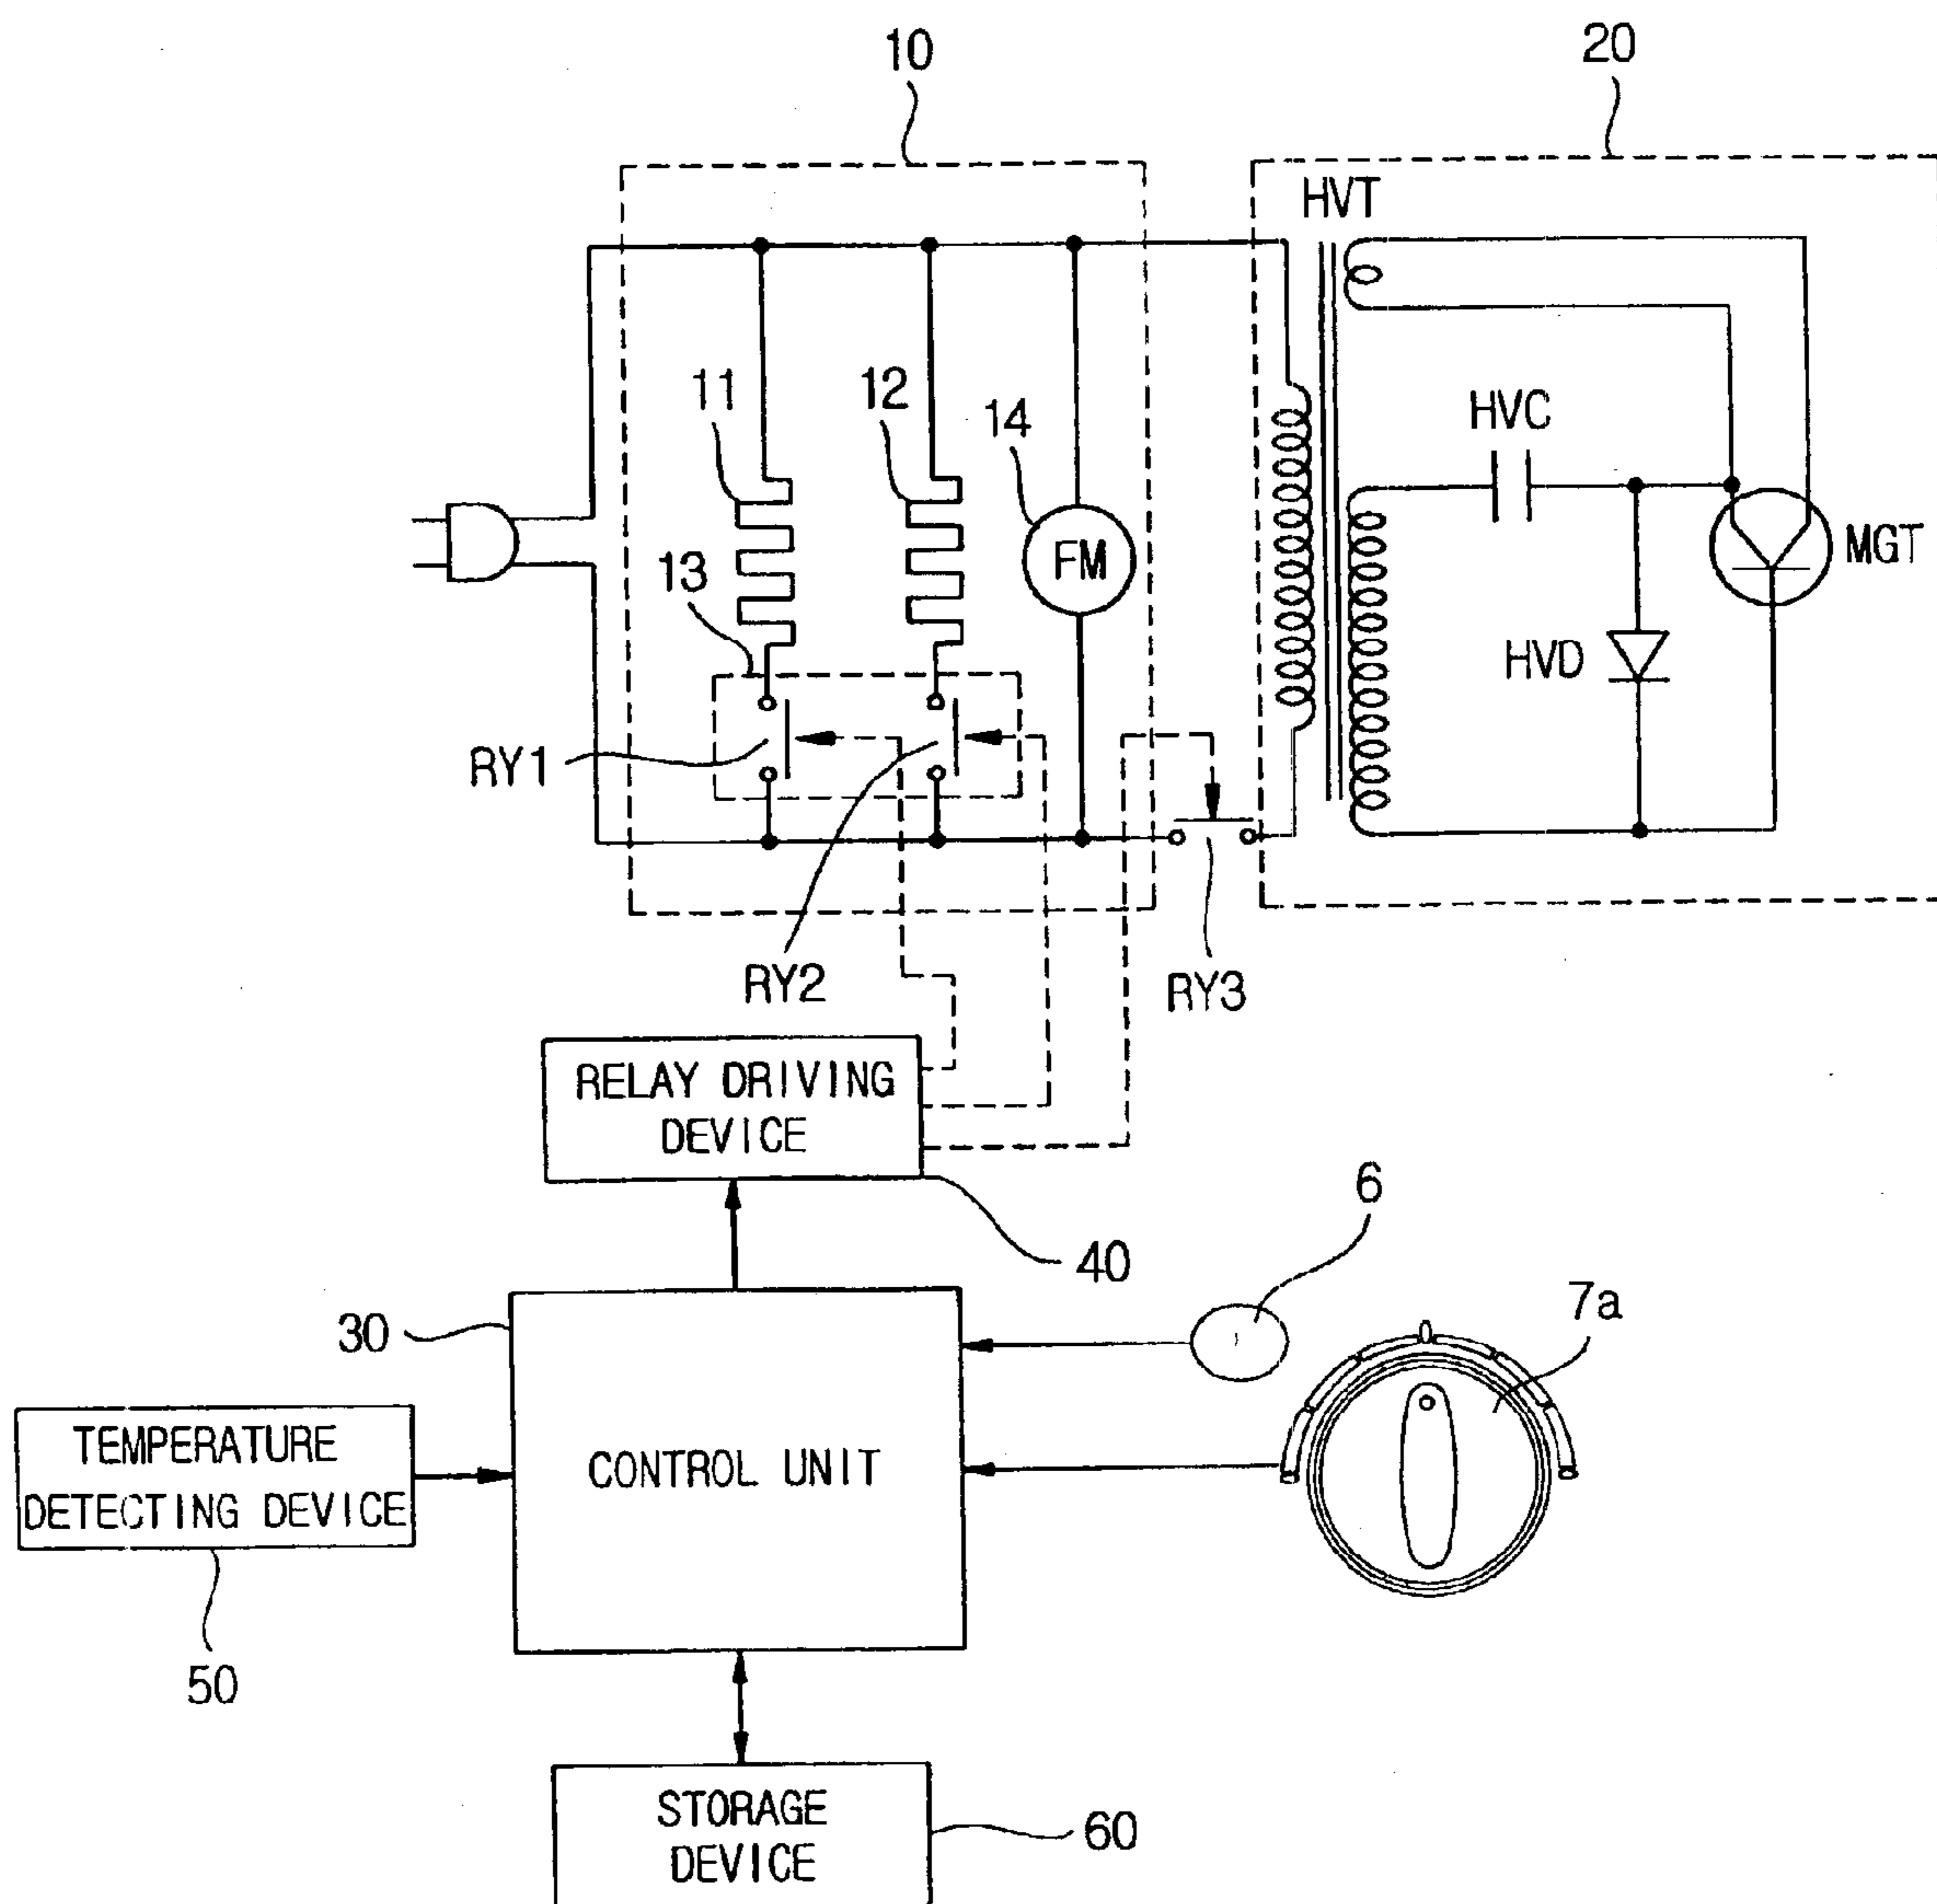 10
20
HVT
11
12
14
HVC
FM
MGT
13
HVD
RY1
RY2
RY3
RELAY DRIVING
DEVICE
6
40
7a
30
TEMPERATURE
DETECTING DEVICE
CONTROL UNIT
50
STORAGE
DEVICE
60